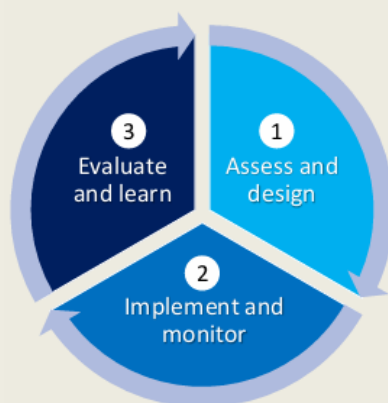 1
Assess and
design
2
Implement and
monitor
3
Evaluate
and learn